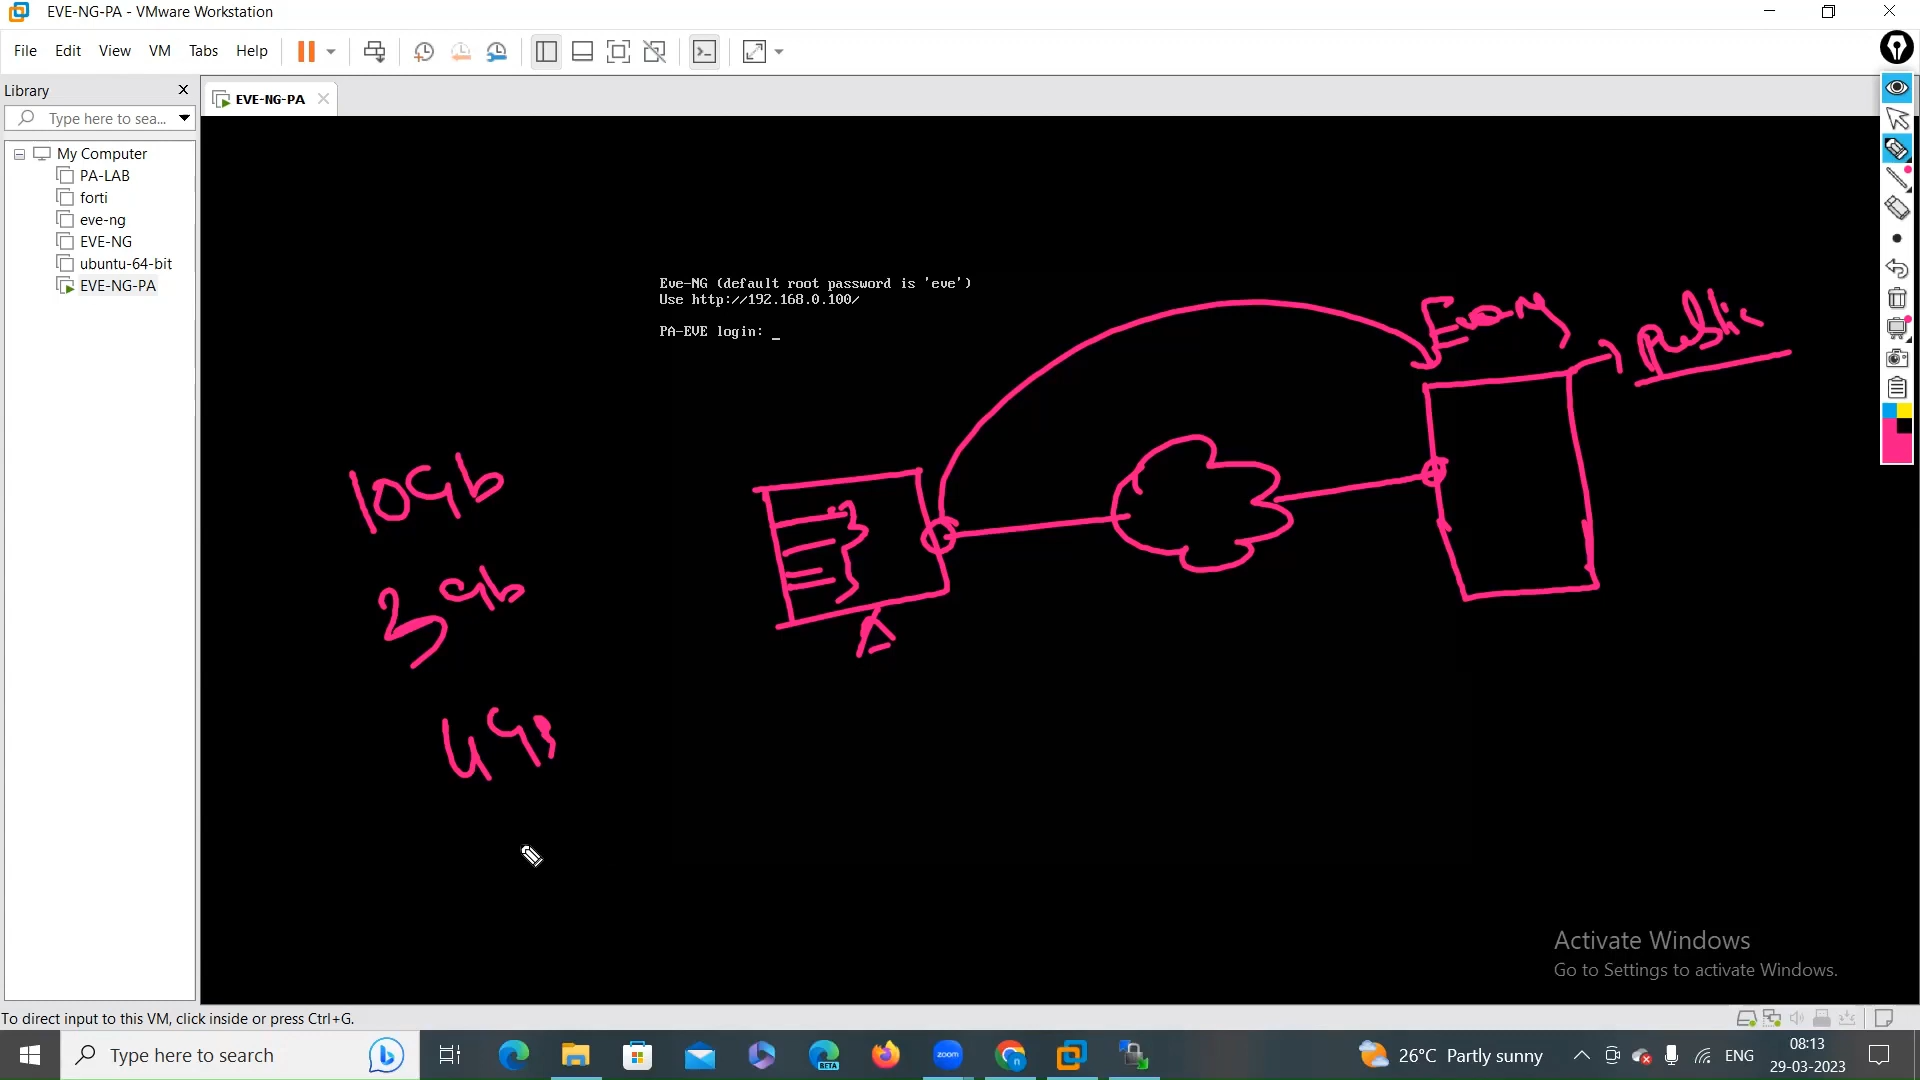 EVE-NG-PA - VMware Workstation
File Edit View VM Tabs Help
Library
Type here to sea...
My Computer
PA-LAB
forti
eve-ng
EVE-NG
ubuntu-64-bit
EVE-NG-PA
EVE-NG-PA
Eve-NG (default root password is 'eve')
Use http://192.168.0.100/
PA-EVE login: _
public
10Gb
3Gb
A
Activate Windows
Go to Settings to activate Windows.
To direct input to this VM, click inside or press Ctrl+G.
Type here to search
BETA
zoom
26°C Partly sunny
ENG
08:13
29-03-2023